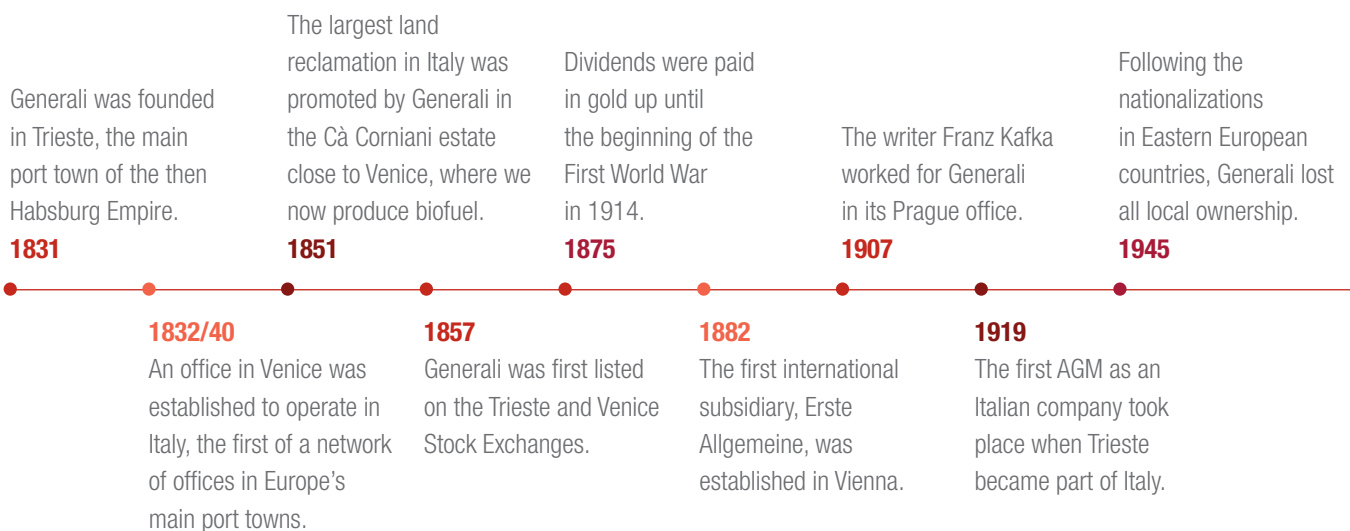 Generali was founded
in Trieste, the main
port town of the then
Habsburg Empire.
1831
The largest land
reclamation in Italy was
promoted by Generali in
the Cà Corniani estate
close to Venice, where we
now produce biofuel.
1851
Dividends were paid
in gold up until
the beginning of the
First World War
in 1914.
1875
The writer Franz Kafka
worked for Generali
in its Prague office.
1907
Following the
nationalizations
in Eastern European
countries, Generali lost
all local ownership.
1945
1832/40
An office in Venice was
established to operate in
Italy, the first of a network
of offices in Europe’s
main port towns.
1857
Generali was first listed
on the Trieste and Venice
Stock Exchanges.
1882
The first international
subsidiary, Erste
Allgemeine, was
established in Vienna.
1919
The first AGM as an
Italian company took
place when Trieste
became part of Italy.